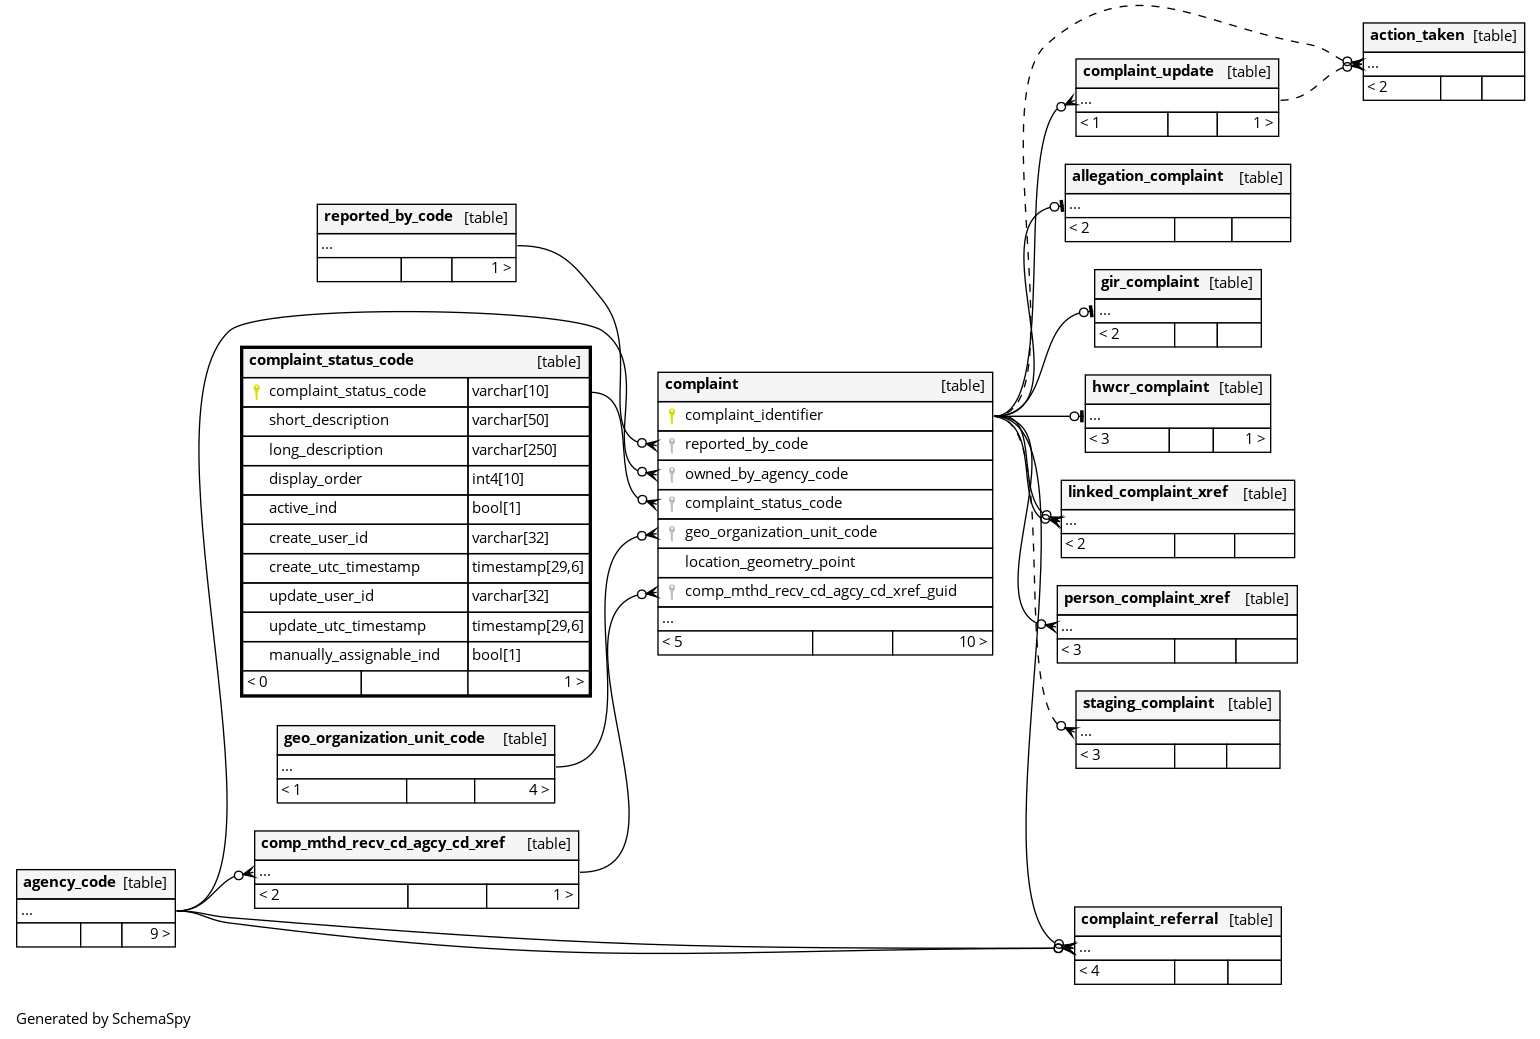 action_taken [table]
...
< 2
complaint_update [table]
...
< 1 1 >
allegation_complaint [table]
...
< 2
reported_by_code [table]
...
1 >
gir_complaint [table]
...
< 2
complaint_status_code [table]
complaint_status_code varchar[10]
short_description varchar[50]
long_description varchar[250]
display_order int4[10]
active_ind bool[1]
create_user_id varchar[32]
create_utc_timestamp timestamp[29,6]
update_user_id varchar[32]
update_utc_timestamp timestamp[29,6]
manually_assignable_ind bool[1]
< 0 1 >
complaint [table]
complaint_identifier
reported_by_code
owned_by_agency_code
complaint_status_code
geo_organization_unit_code
location_geometry_point
comp_mthd_recv_cd_agcy_cd_xref_guid
...
< 5 10 >
hwcr_complaint [table]
...
< 3 1 >
linked_complaint_xref [table]
...
< 2
person_complaint_xref [table]
...
< 3
staging_complaint [table]
...
< 3
geo_organization_unit_code [table]
...
< 1 4 >
comp_mthd_recv_cd_agcy_cd_xref [table]
...
< 2 1 >
agency_code [table]
...
9 >
complaint_referral [table]
...
< 4
Generated by SchemaSpy